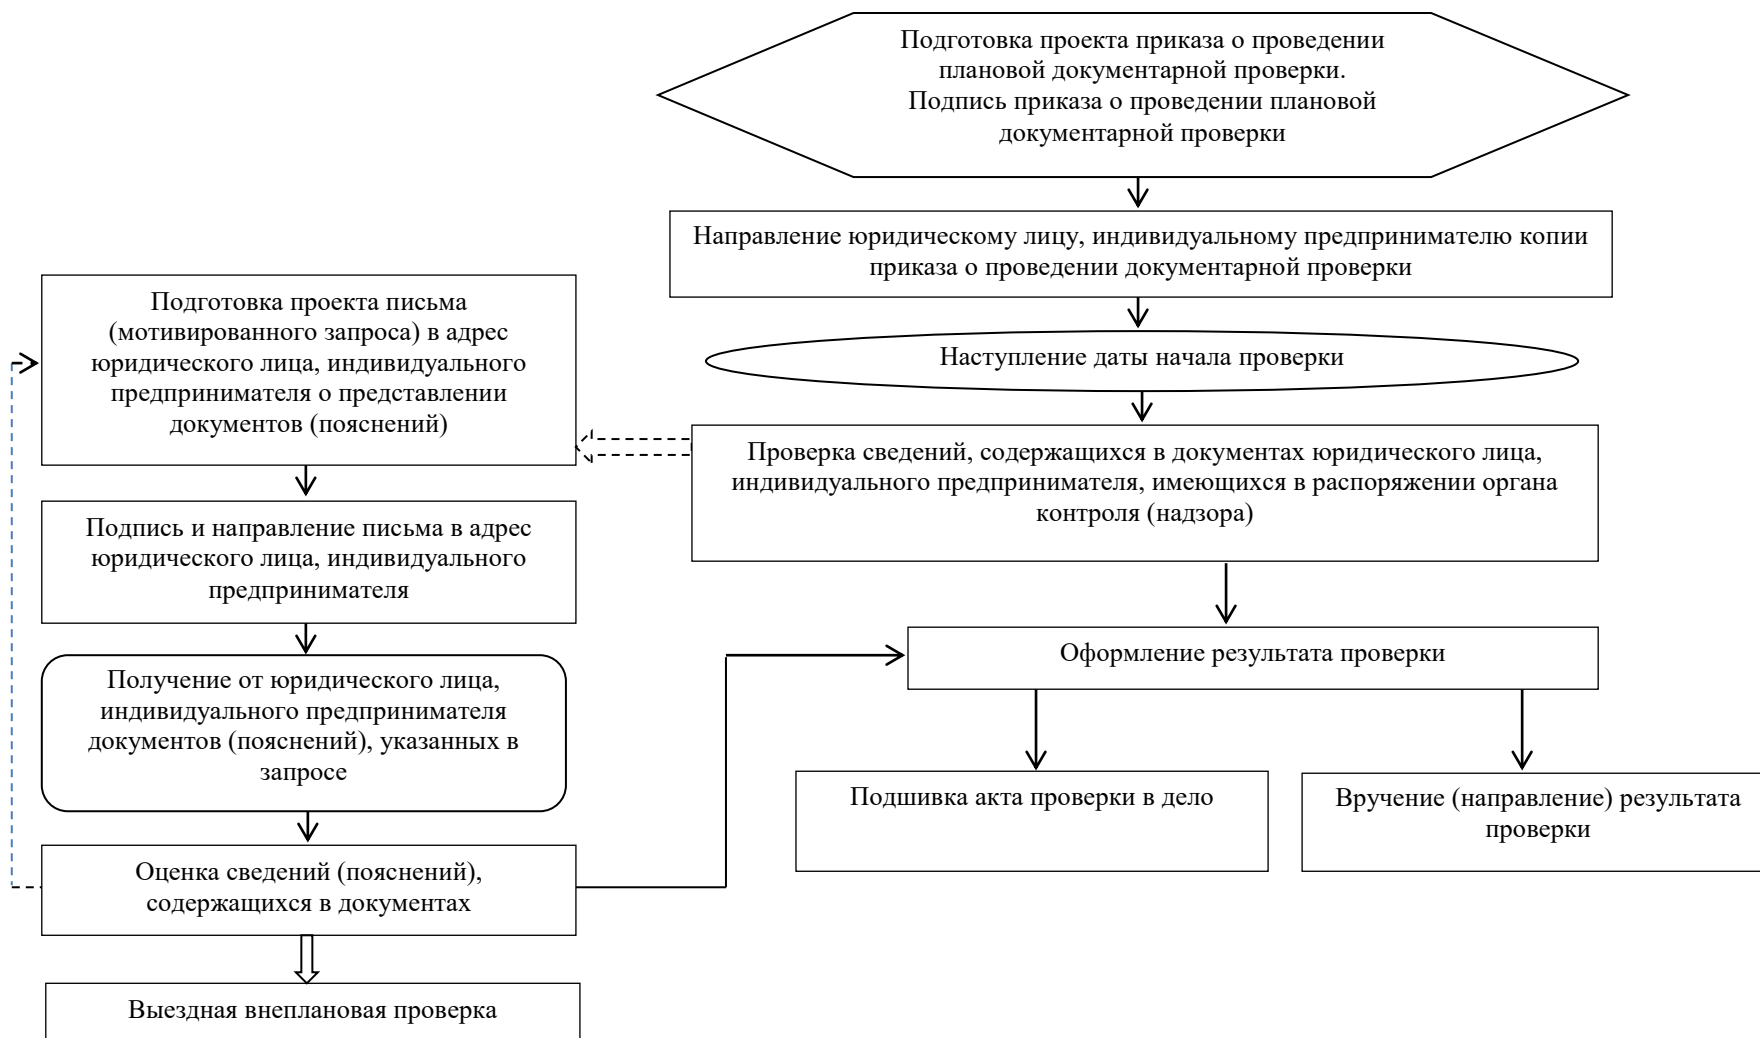 Подготовка проекта приказа о проведении
плановой документарной проверки.
Подпись приказа о проведении плановой
документарной проверки
Направление юридическому лицу, индивидуальному предпринимателю копии
приказа о проведении документарной проверки
Наступление даты начала проверки
Проверка сведений, содержащихся в документах юридического лица,
индивидуального предпринимателя, имеющихся в распоряжении органа
контроля (надзора)
Подготовка проекта письма
(мотивированного запроса) в адрес
юридического лица, индивидуального
предпринимателя о представлении
документов (пояснений)
Подпись и направление письма в адрес
юридического лица, индивидуального
предпринимателя
Получение от юридического лица,
индивидуального предпринимателя
документов (пояснений), указанных в
запросе
Оценка сведений (пояснений),
содержащихся в документах
Выездная внеплановая проверка
Оформление результата проверки
Подшивка акта проверки в дело
Вручение (направление) результата
проверки